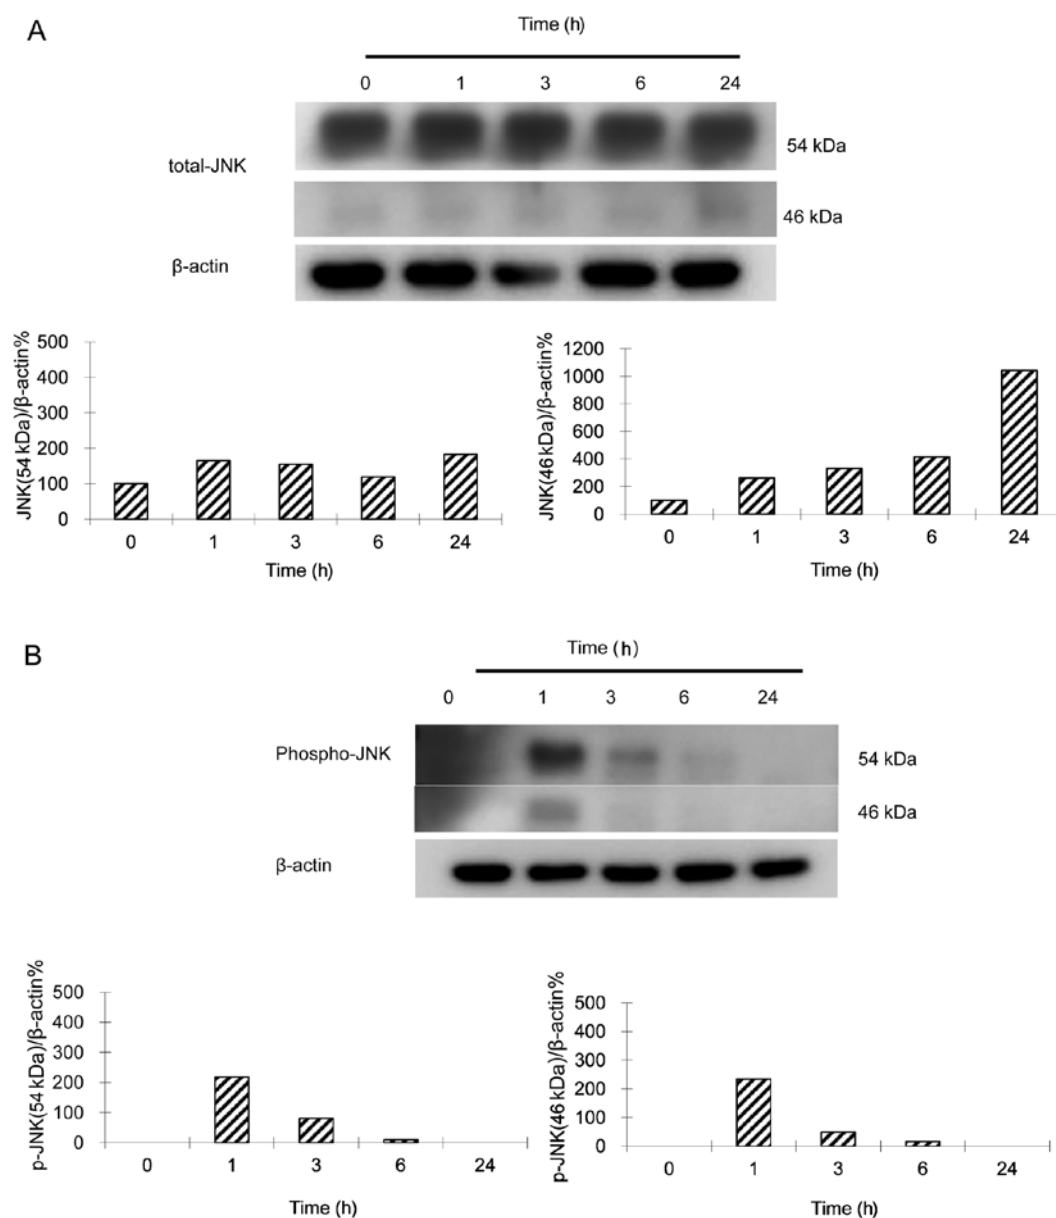 A
Time (h)
0 1 3 6 24
total-JNK
54 kDa
46 kDa
β-actin
JNK(54 kDa)/β-actin%
500
400
300
200
100
0
0 1 3 6 24
Time (h)
JNK(46 kDa)/β-actin%
1200
1000
800
600
400
200
0
0 1 3 6 24
Time (h)
B
Time (h)
0 1 3 6 24
Phospho-JNK
54 kDa
46 kDa
β-actin
p-JNK(54 kDa)/β-actin%
500
400
300
200
100
0
0 1 3 6 24
Time (h)
p-JNK(46 kDa)/β-actin%
500
400
300
200
100
0
0 1 3 6 24
Time (h)